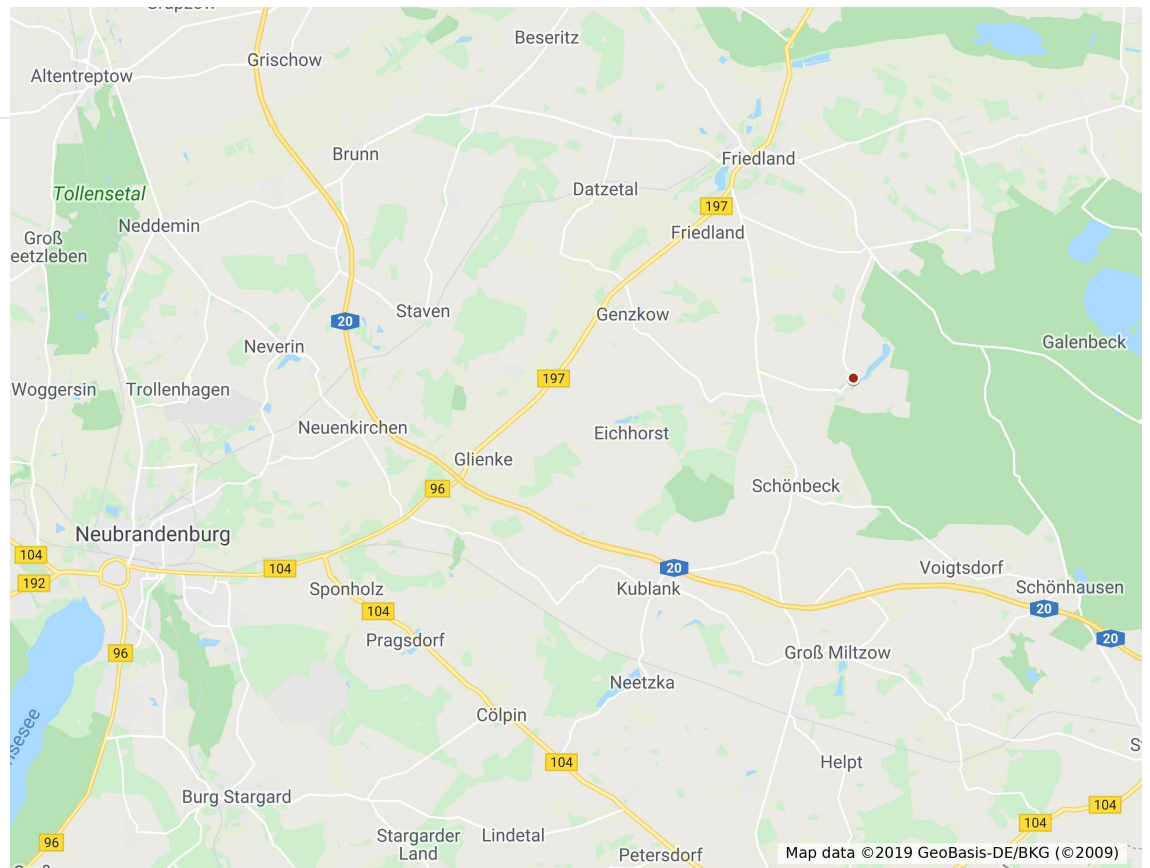 Beseritz
Grischow
Altentreptow
Brunn
Friedland
Tollensetal
Datzetal
197
Neddemin
Friedland
Groß
eetzleben
Staven
Genzkow
20
Neverin
Galenbeck
197
Woggersin
Trollenhagen
Neuenkirchen
Eichhorst
Glienke
96
Schönbeck
Neubrandenburg
104
104
20
Voigtsdorf
192
Sponholz
Kublank
Schönhausen
104
20
Pragsdorf
20
96
Groß Miltzow
Neetzka
Cölpin
nsesee
S
104
Helpt
Burg Stargard
104
104
Stargarder
Land
Lindetal
96
Petersdorf
Map data ©2019 GeoBasis-DE/BKG (©2009)